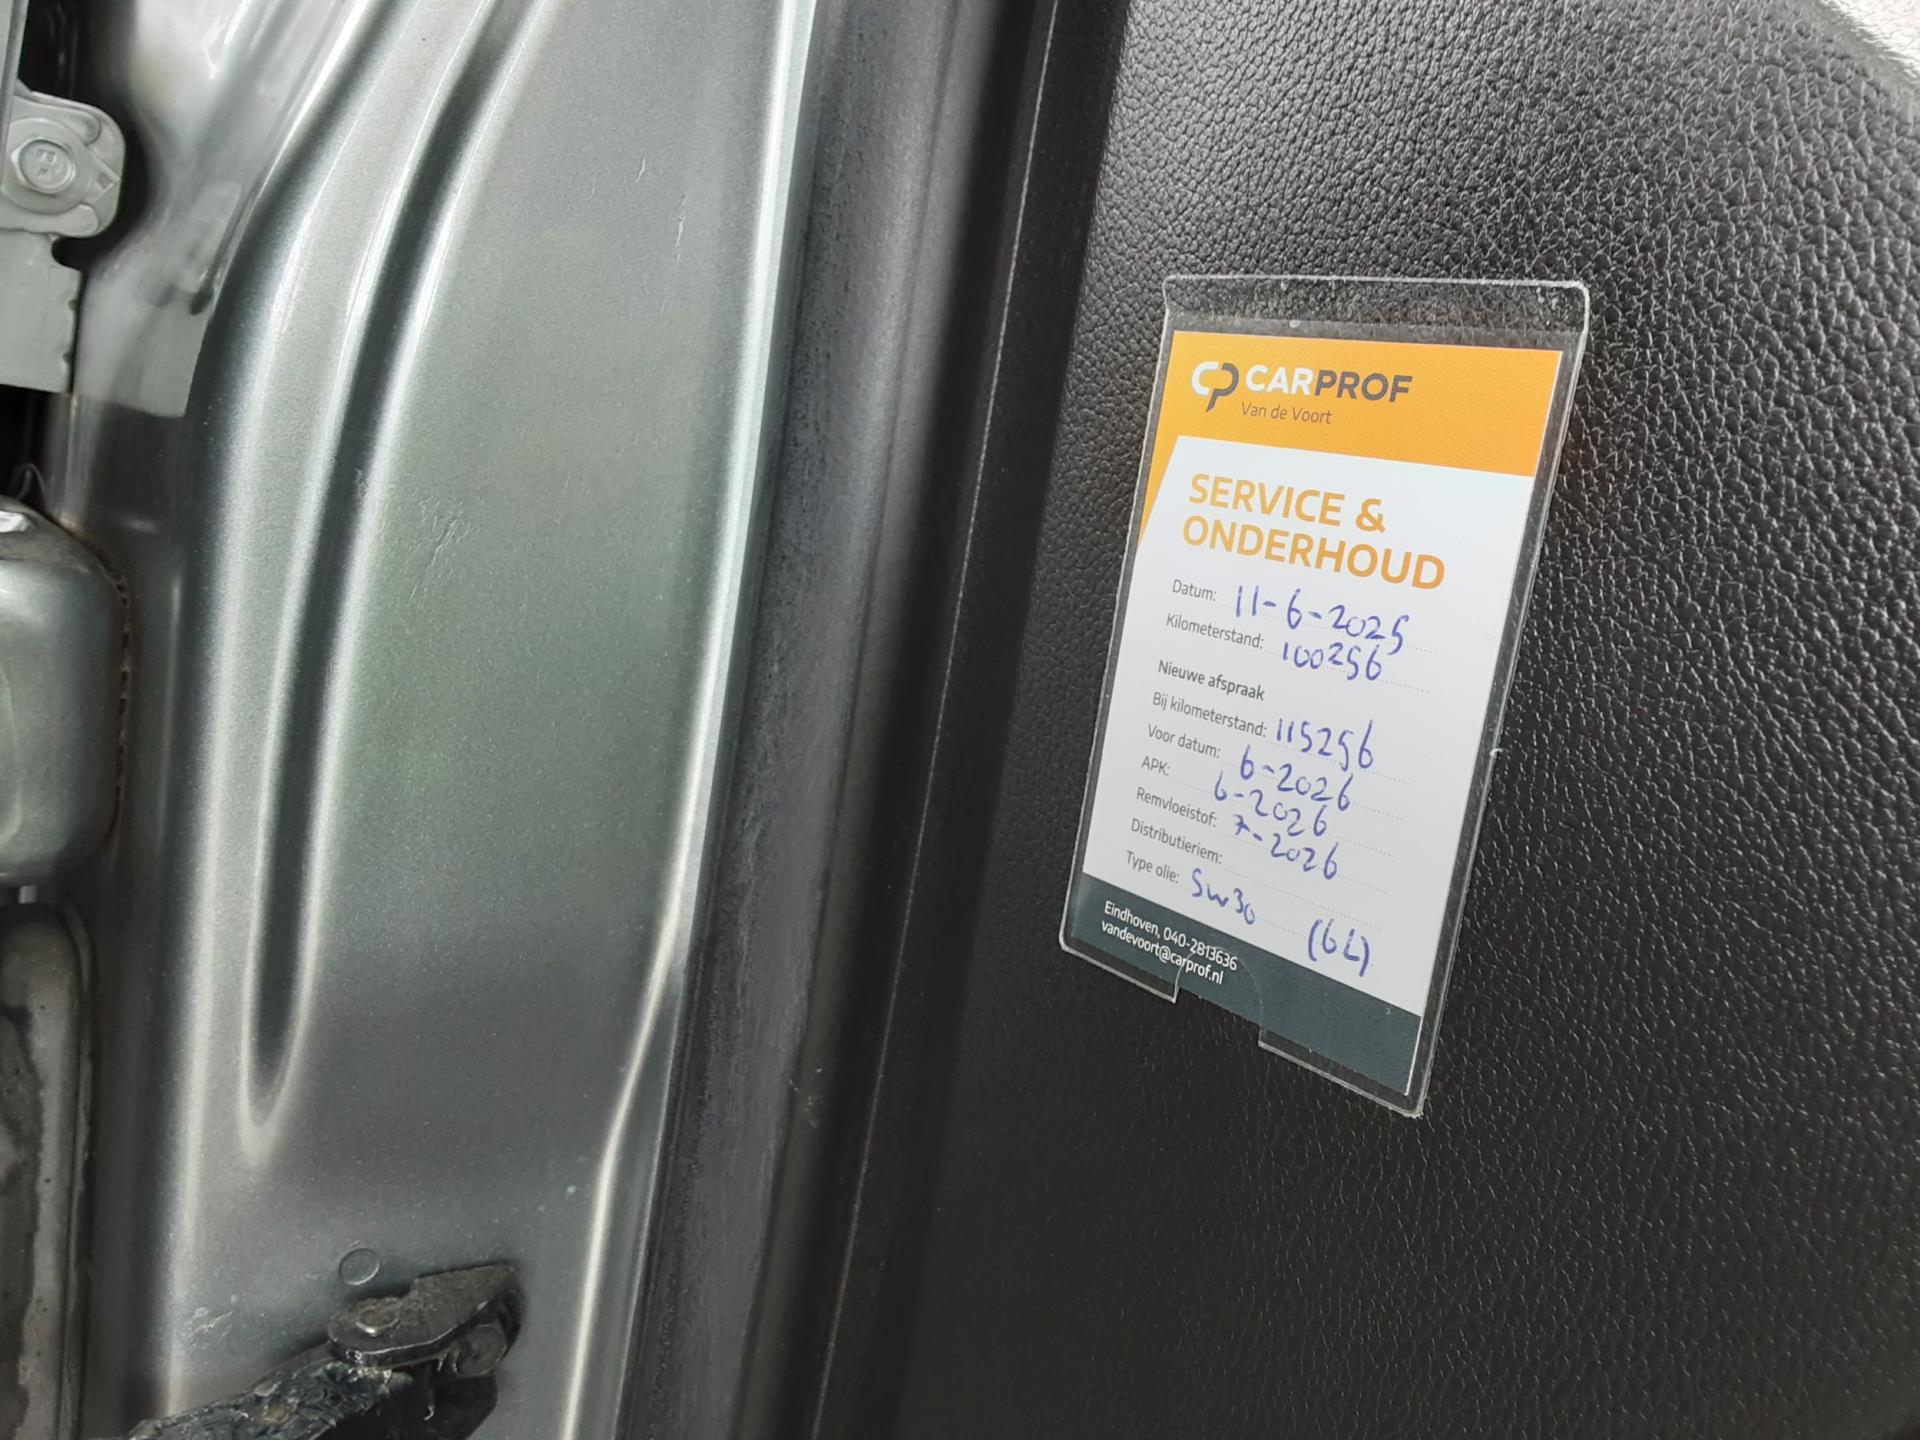 CARPROF
Van de Voort
SERVICE &
ONDERHOUD
Datum: 11-6-2025
Kilometerstand: 100256
Nieuwe afspraak
Bij kilometerstand: 115256
Voor datum: 6-2026
APK: 6-2026
Remvloeistof: 7-2026
Distributieriem:
Type olie: 5w30 (6L)
Eindhoven, 040-2813636
vandevoort@carprof.nl